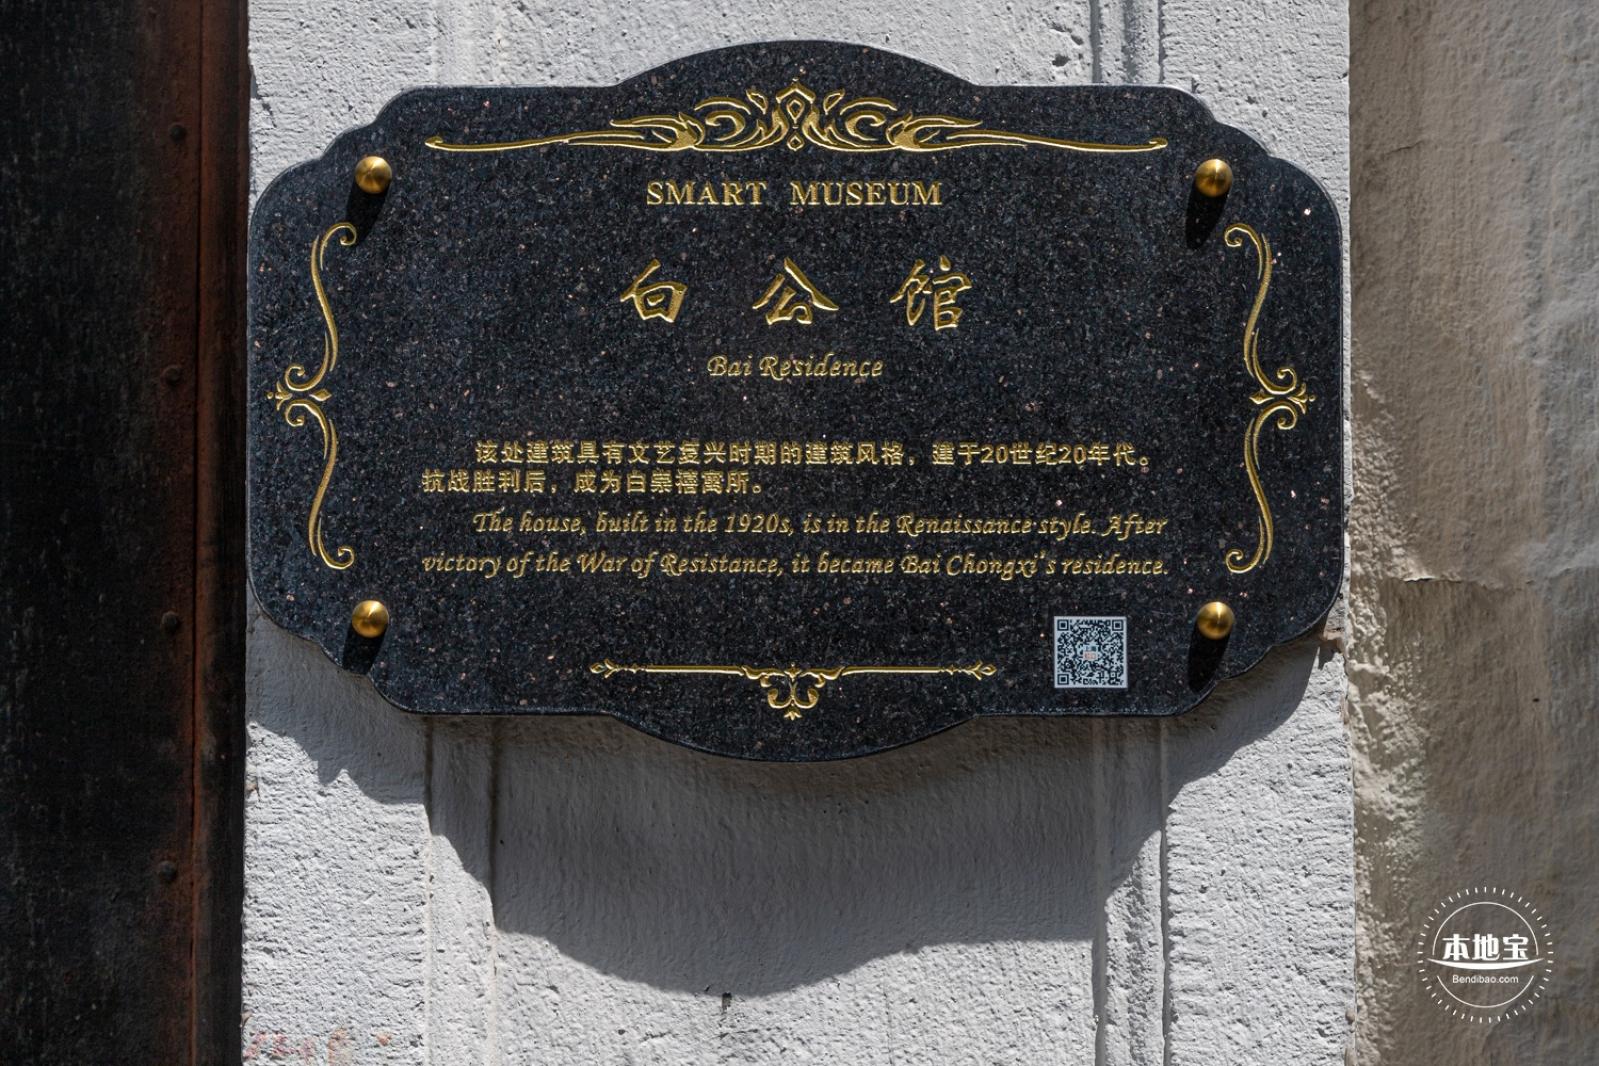 SMART MUSEUM
白公馆
Bai Residence
该处建筑具有文艺复兴时期的建筑风格，建于20世纪20年代。
抗战胜利后，成为白崇禧寓所。
The house, built in the 1920s, is in the Renaissance style. After
victory of the War of Resistance, it became Bai Chongxi's residence.
本地宝
Bendibao.com